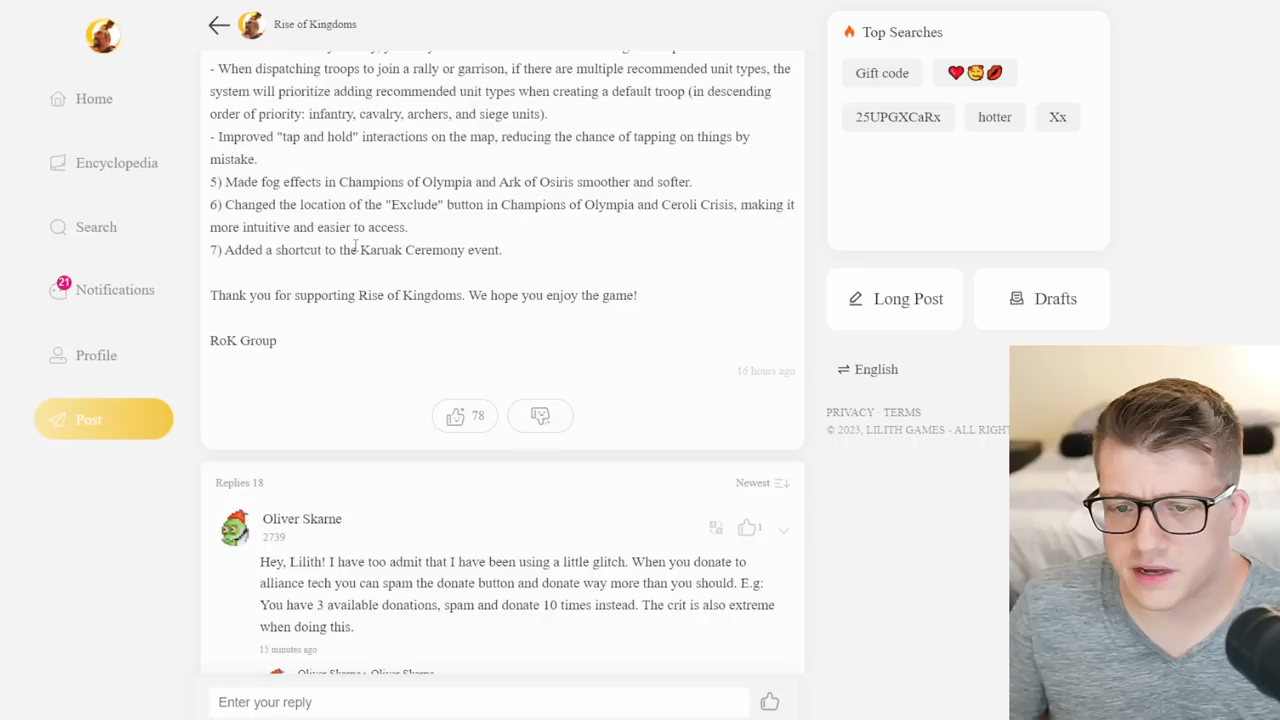 Rise of Kingdoms
Home
Encyclopedia
Search
21
Notifications
Profile
Post
- When dispatching troops to join a rally or garrison, if there are multiple recommended unit types, the
system will prioritize adding recommended unit types when creating a default troop (in descending
order of priority: infantry, cavalry, archers, and siege units).
- Improved "tap and hold" interactions on the map, reducing the chance of tapping on things by
mistake.
5) Made fog effects in Champions of Olympia and Ark of Osiris smoother and softer.
6) Changed the location of the "Exclude" button in Champions of Olympia and Ceroli Crisis, making it
more intuitive and easier to access.
7) Added a shortcut to the Karuak Ceremony event.
Thank you for supporting Rise of Kingdoms. We hope you enjoy the game!
RoK Group
16 hours ago
78
Replies 18
Newest
Oliver Skarne
2739
1
Hey, Lilith! I have too admit that I have been using a little glitch. When you donate to
alliance tech you can spam the donate button and donate way more than you should. E.g:
You have 3 available donations, spam and donate 10 times instead. The crit is also extreme
when doing this.
15 minutes ago
Oliver Skarne Oliver Skarne
Enter your reply
Top Searches
Gift code
25UPGXCaRx
hotter
Xx
Long Post
Drafts
English
PRIVACY · TERMS
© 2023, LILITH GAMES - ALL RIGH